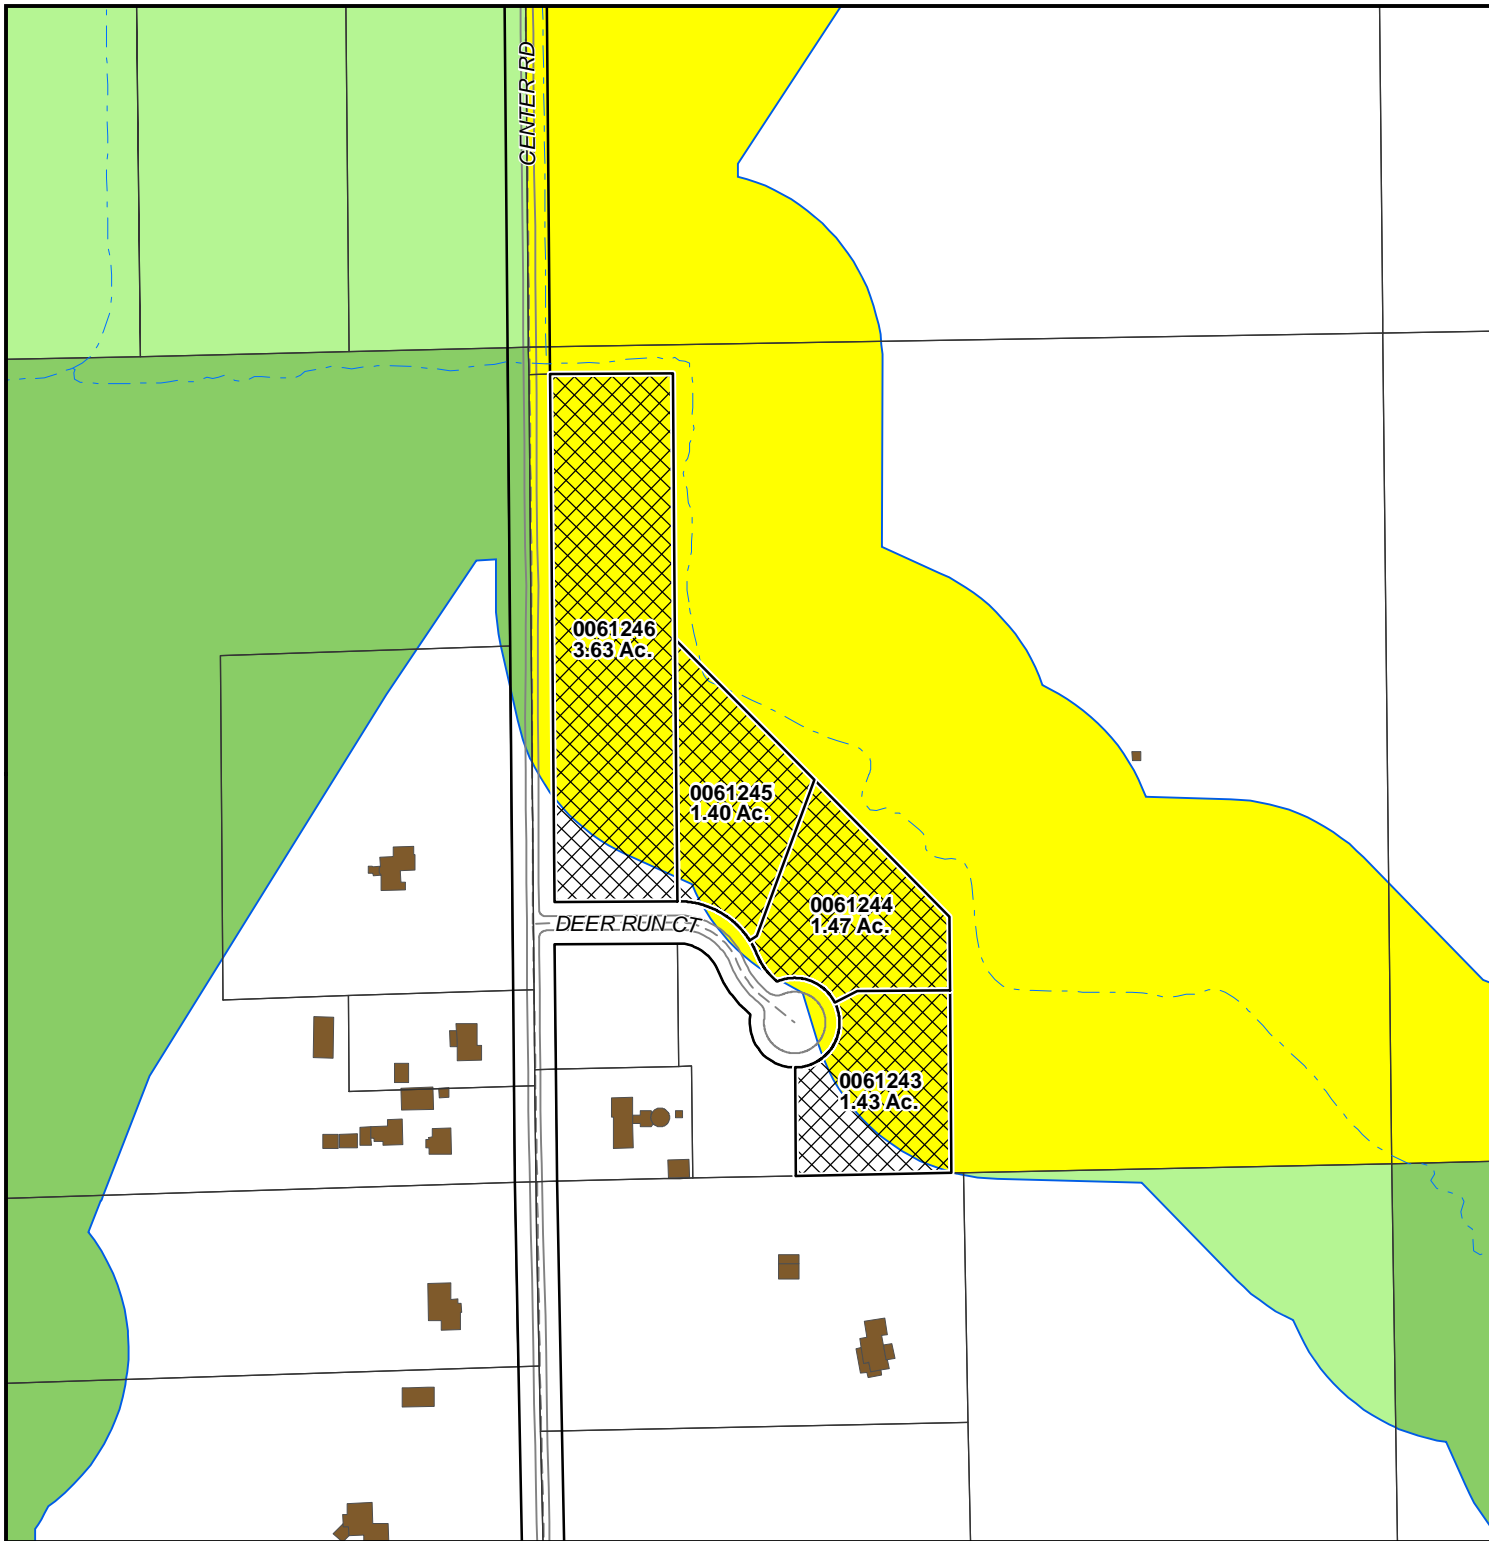 CENTER RD
0061246
3.63 Ac.
0061245
1.40 Ac.
0061244
1.47 Ac.
DEER RUN CT
0061243
1.43 Ac.